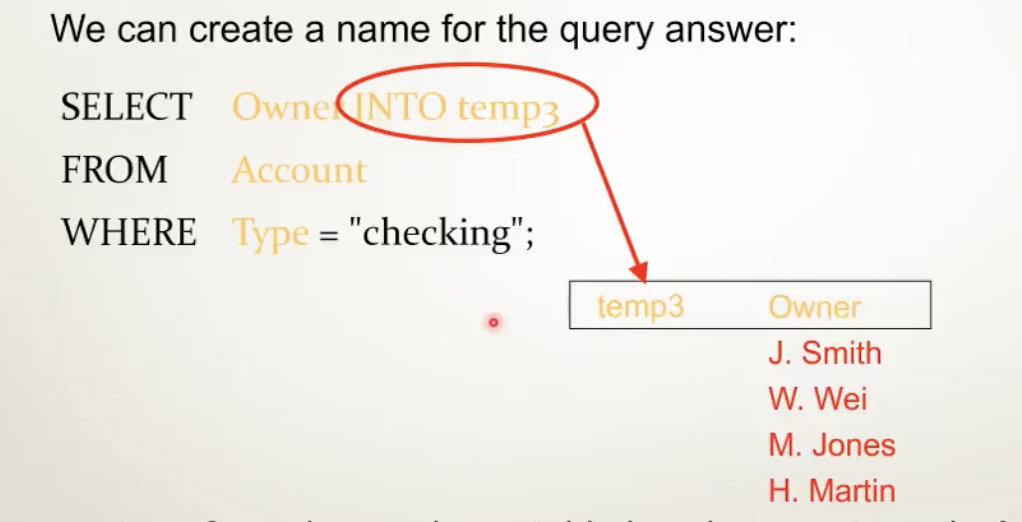 We can create a name for the query answer:
SELECT Owner INTO temp3
FROM Account
WHERE Type = "checking";
temp3 Owner
J. Smith
W. Wei
M. Jones
H. Martin